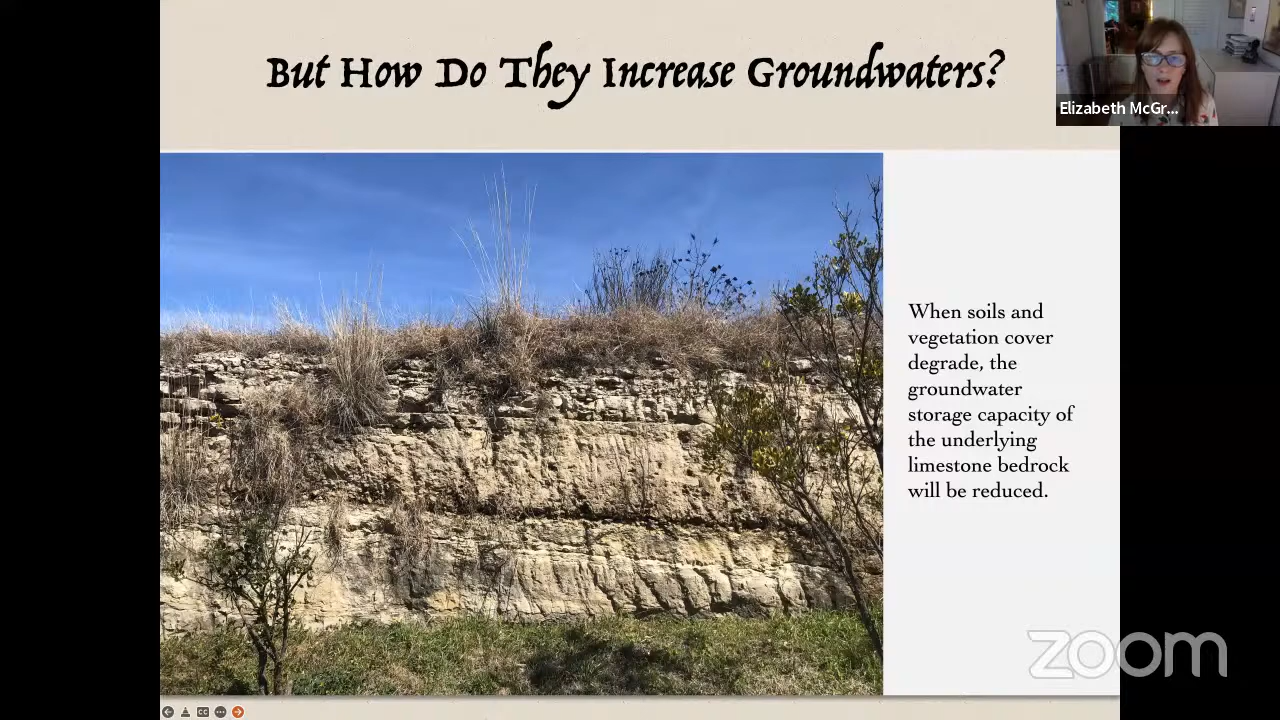 But How Do They Increase Groundwaters?
Elizabeth McGr...
When soils and
vegetation cover
degrade, the
groundwater
storage capacity of
the underlying
limestone bedrock
will be reduced.
zoom
CC